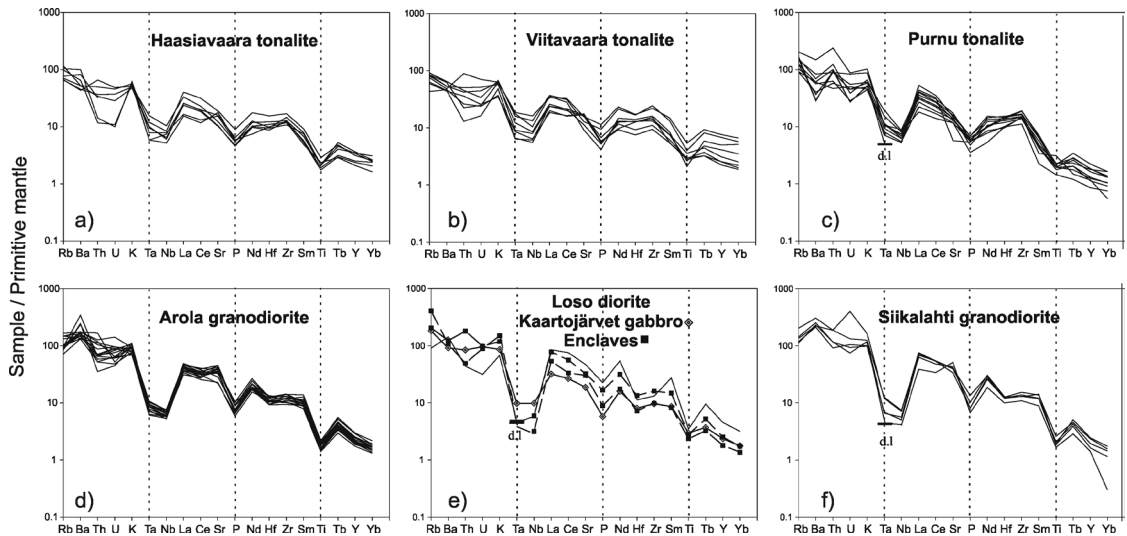 Sample / Primitive mantle
1000
100
10
1
0.1
Haasiavaara tonalite
a)
Rb Ba Th U K Ta Nb La Ce Sr P Nd Hf Zr Sm Ti Tb Y Yb
1000
100
10
1
0.1
Viitavaara tonalite
b)
Rb Ba Th U K Ta Nb La Ce Sr P Nd Hf Zr Sm Ti Tb Y Yb
1000
100
10
1
0.1
Purnu tonalite
d.l
c)
Rb Ba Th U K Ta Nb La Ce Sr P Nd Hf Zr Sm Ti Tb Y Yb
1000
100
10
1
0.1
Arola granodiorite
d)
Rb Ba Th U K Ta Nb La Ce Sr P Nd Hf Zr Sm Ti Tb Y Yb
1000
100
10
1
0.1
Loso diorite
Kaartojärvet gabbro
Enclaves
d.l
e)
Rb Ba Th U K Ta Nb La Ce Sr P Nd Hf Zr Sm Ti Tb Y Yb
1000
100
10
1
0.1
Siikalahti granodiorite
d.l
f)
Rb Ba Th U K Ta Nb La Ce Sr P Nd Hf Zr Sm Ti Tb Y Yb